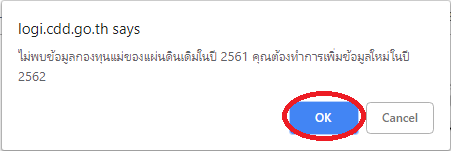 logi.cdd.go.th says
ไม่พบข้อมูลกองทุนแม่ของแผ่นดินเดิมในปี 2561 คุณต้องทำการเพิ่มข้อมูลใหม่ในปี
2562
OK Cancel